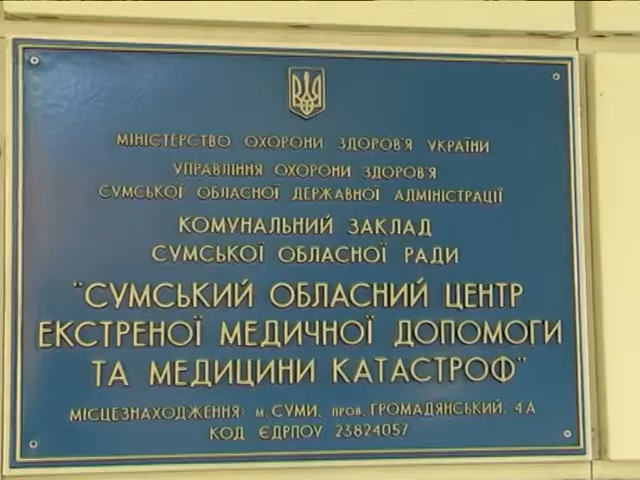 МІНІСТЕРСТВО ОХОРОНИ ЗДОРОВ'Я УКРАЇНИ
УПРАВЛІННЯ ОХОРОНИ ЗДОРОВ'Я
СУМСЬКОЇ ОБЛАСНОЇ ДЕРЖАВНОЇ АДМІНІСТРАЦІЇ
КОМУНАЛЬНИЙ ЗАКЛАД
СУМСЬКОЇ ОБЛАСНОЇ РАДИ
"СУМСЬКИЙ ОБЛАСНИЙ ЦЕНТР
ЕКСТРЕНОЇ МЕДИЧНОЇ ДОПОМОГИ
ТА МЕДИЦИНИ КАТАСТРОФ"
МІСЦЕЗНАХОДЖЕННЯ: м. СУМИ, пров. ГРОМАДЯНСЬКИЙ, 4А
КОД ЄДРПОУ 23824057